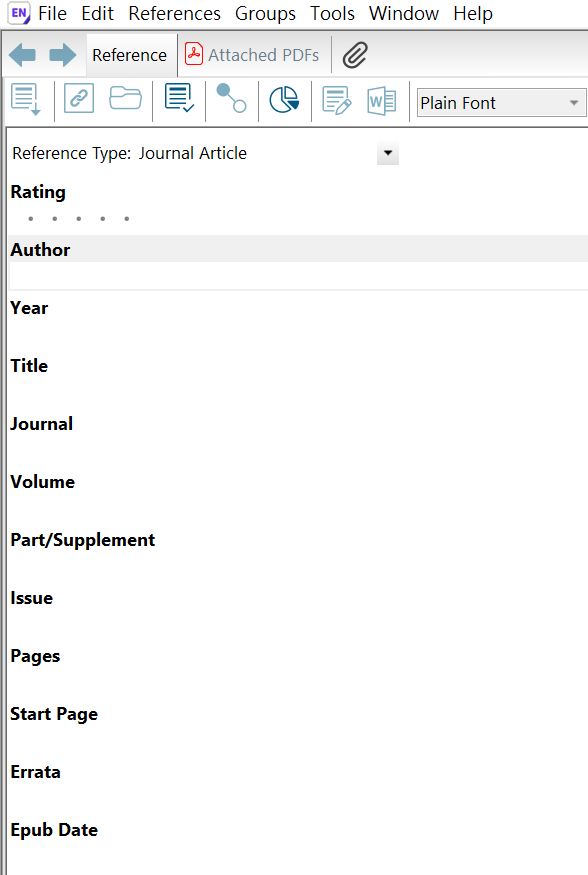 EN File Edit References Groups Tools Window Help
Reference Attached PDFs
Plain Font
Reference Type: Journal Article
Rating
Author
Year
Title
Journal
Volume
Part/Supplement
Issue
Pages
Start Page
Errata
Epub Date